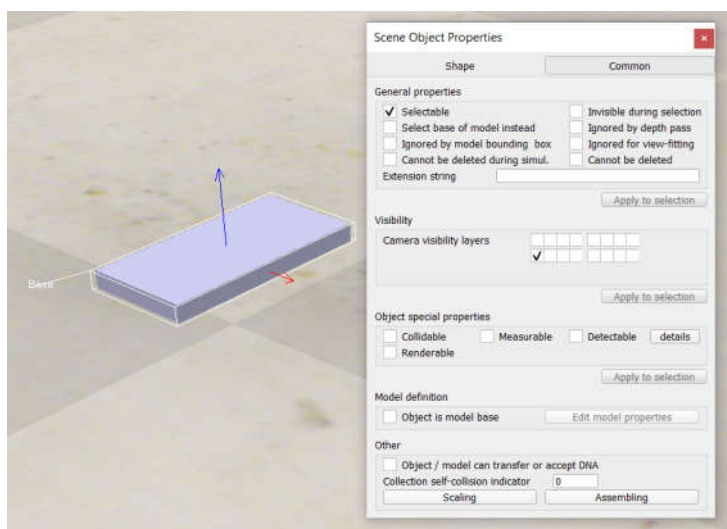 Scene Object Properties
Shape Common
General properties
Selectable Invisible during selection
Select base of model instead Ignored by depth pass
Ignored by model bounding box Ignored for view-fitting
Cannot be deleted during simul. Cannot be deleted
Extension string
Apply to selection
Visibility
Camera visibility layers
Apply to selection
Object special properties
Collidable Measurable Detectable details
Renderable
Apply to selection
Model definition
Object is model base Edit model properties
Other
Object / model can transfer or accept DNA
Collection self-collision indicator 0
Scaling Assembling
Base